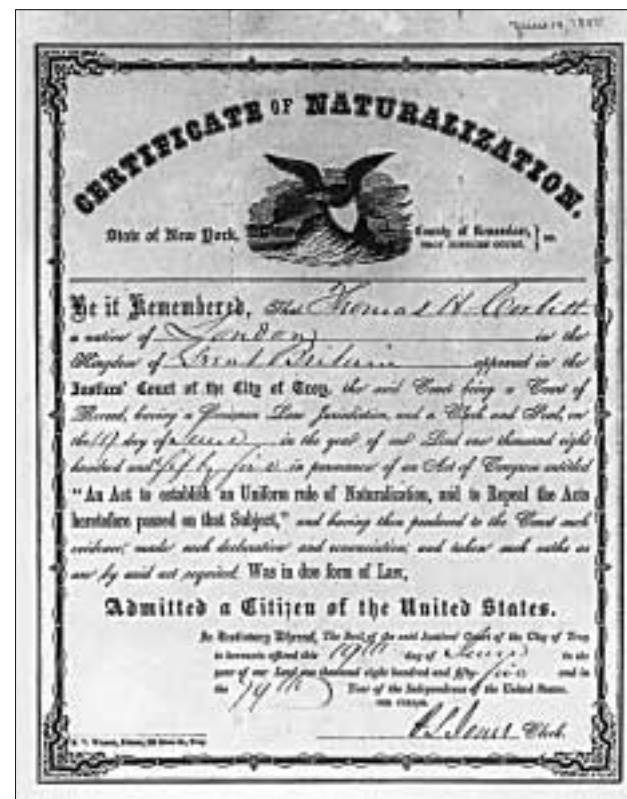 June 19, 1855
CERTIFICATE OF NATURALIZATION.
State of New York. County of Rensselaer, } ss.
TROY JUSTICES' COURT.
Be it Remembered, That Thomas H. Corbett
a native of London in the
Kingdom of Great Britain appeared in the
Justices' Court of the City of Troy, the said Court being a Court of
Record, having a Common Law Jurisdiction, and a Clerk and Seal, on
the 19 day of June in the year of our Lord one thousand eight
hundred and fifty five in pursuance of an Act of Congress entitled
"An Act to establish an Uniform rule of Naturalization, and to Repeal the Acts
heretofore passed on that Subject," and having then produced to the Court such
evidence, made such declaration and renunciation, and taken such oaths as
are by said act required. Was in due form of Law,
Admitted a Citizen of the United States.
In Testimony Whereof, The Seal of the said Justices' Court of the City of Troy
is hereunto affixed this 19th day of June in the
year of our Lord one thousand eight hundred and fifty-five and in
the 79th Year of the Independence of the United States.
Clerk.